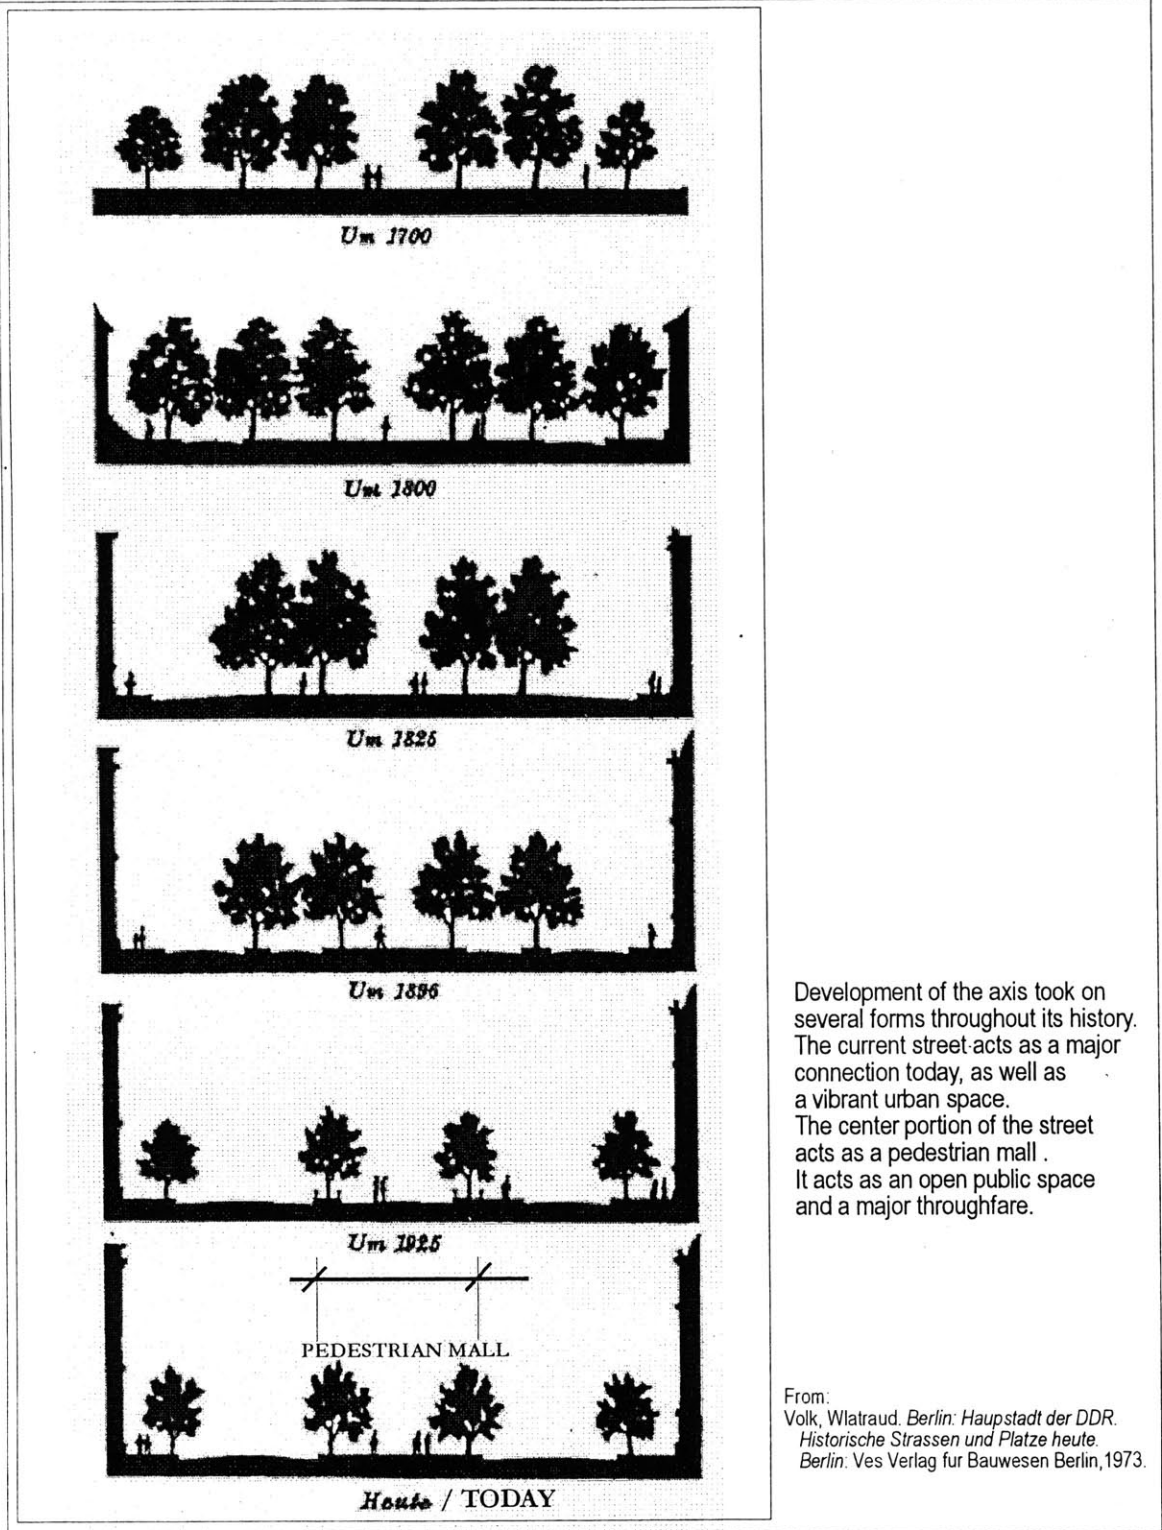 Um 1700
Um 1800
Um 1825
Um 1896
Um 1925
PEDESTRIAN MALL
Heute / TODAY
Development of the axis took on
several forms throughout its history.
The current street acts as a major
connection today, as well as
a vibrant urban space.
The center portion of the street
acts as a pedestrian mall .
It acts as an open public space
and a major throughfare.
From:
Volk, Wlatraud. Berlin: Haupstadt der DDR.
Historische Strassen und Platze heute.
Berlin: Ves Verlag fur Bauwesen Berlin,1973.